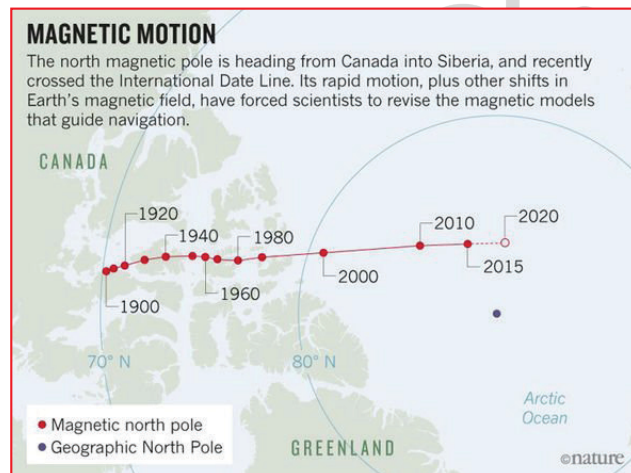 MAGNETIC MOTION
The north magnetic pole is heading from Canada into Siberia, and recently
crossed the International Date Line. Its rapid motion, plus other shifts in
Earth's magnetic field, have forced scientists to revise the magnetic models
that guide navigation.
CANADA
1920
1940
1980
2010
2020
1900
1960
2000
2015
70° N
80° N
Arctic
Ocean
Magnetic north pole
Geographic North Pole
GREENLAND
©nature